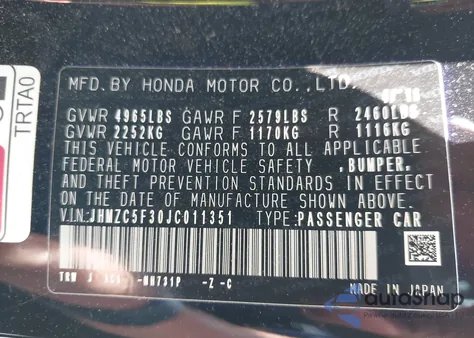 TRTA0
MFD. BY HONDA MOTOR CO.,LTD.
GVWR 4965LBS GAWR F 2579LBS R 2460LBS
GVWR 2252KG GAWR F 1170KG R 1116KG
THIS VEHICLE CONFORMS TO ALL APPLICABLE
FEDERAL MOTOR VEHICLE SAFETY ,BUMPER,
AND THEFT PREVENTION STANDARDS IN EFFECT
ON THE DATE OF MANUFACTURE SHOWN ABOVE.
V.I.N:JHMZC5F30JC011351 TYPE:PASSENGER CAR
-NH731P -Z -C
MADE IN JAPAN
autosnap